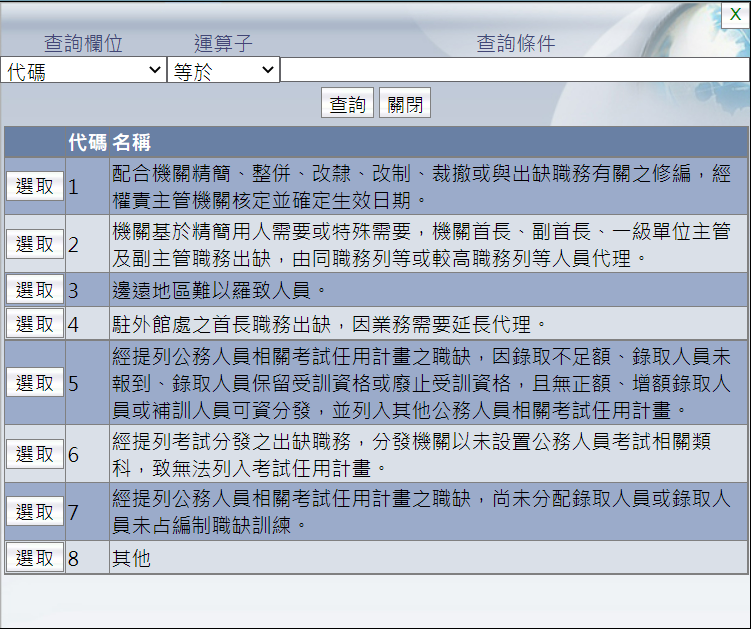 X
查詢欄位 運算子 查詢條件
代碼 等於
查詢 關閉
代碼 名稱
選取 1 配合機關精簡、整併、改隸、改制、裁撤或與出缺職務有關之修編，經
權責主管機關核定並確定生效日期。
選取 2 機關基於精簡用人需要或特殊需要，機關首長、副首長、一級單位主管
及副主管職務出缺，由同職務列等或較高職務列等人員代理。
選取 3 邊遠地區難以羅致人員。
選取 4 駐外館處之首長職務出缺，因業務需要延長代理。
選取 5 經提列公務人員相關考試任用計畫之職缺，因錄取不足額、錄取人員未
報到、錄取人員保留受訓資格或廢止受訓資格，且無正額、增額錄取人
員或補訓人員可資分發，並列入其他公務人員相關考試任用計畫。
選取 6 經提列考試分發之出缺職務，分發機關以未設置公務人員考試相關類
科，致無法列入考試任用計畫。
選取 7 經提列公務人員相關考試任用計畫之職缺，尚未分配錄取人員或錄取人
員未占編制職缺訓練。
選取 8 其他